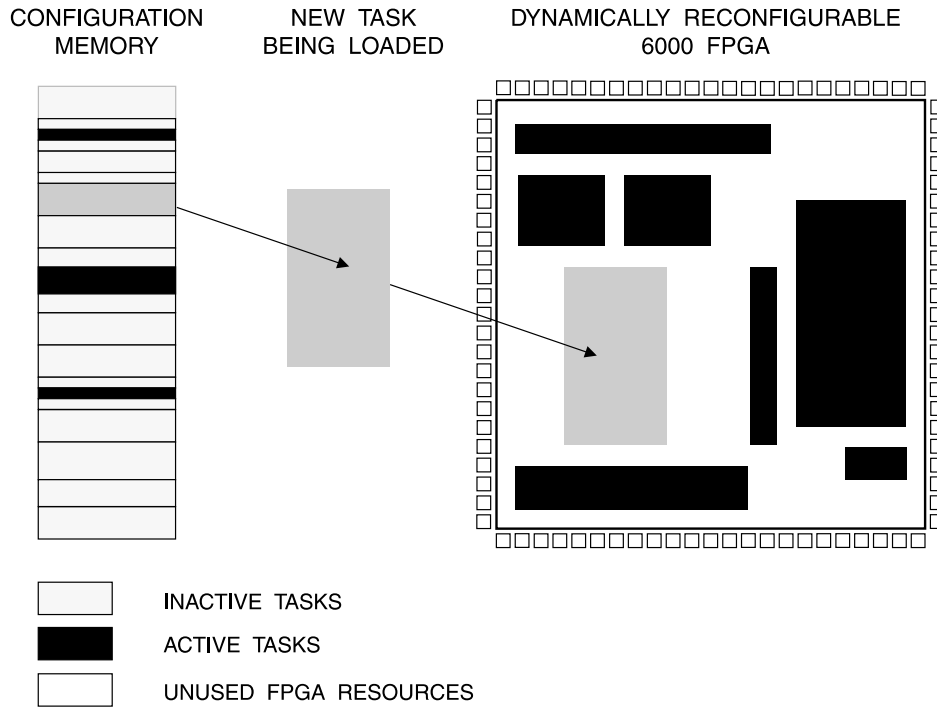 CONFIGURATION
MEMORY
NEW TASK
BEING LOADED
DYNAMICALLY RECONFIGURABLE
6000 FPGA
INACTIVE TASKS
ACTIVE TASKS
UNUSED FPGA RESOURCES